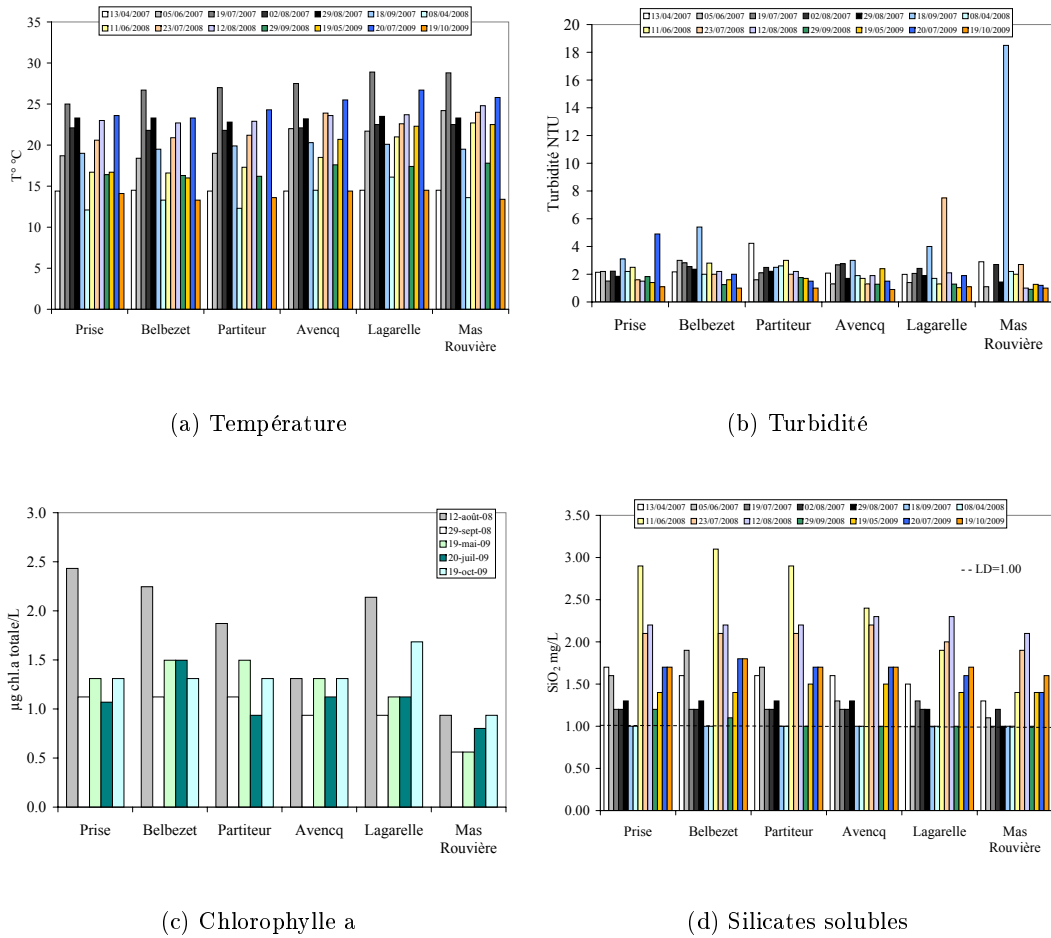 13/04/2007 05/06/2007 19/07/2007 02/08/2007 29/08/2007 18/09/2007 08/04/2008
11/06/2008 23/07/2008 12/08/2008 29/09/2008 19/05/2009 20/07/2009 19/10/2009
35
30
25
20
15
10
5
0
T° °C
Prise Belbezet Partiteur Avencq Lagarelle Mas
Rouvière
(a) Température
13/04/2007 05/06/2007 19/07/2007 02/08/2007 29/08/2007 18/09/2007 08/04/2008
11/06/2008 23/07/2008 12/08/2008 29/09/2008 19/05/2009 20/07/2009 19/10/2009
20
18
16
14
12
10
8
6
4
2
0
Turbidité NTU
Prise Belbezet Partiteur Avencq Lagarelle Mas
Rouvière
(b) Turbidité
12-août-08
29-sept-08
19-mai-09
20-juil-09
19-oct-09
3.0
2.5
2.0
1.5
1.0
0.5
0.0
µg chl.a totale/L
Prise Belbezet Partiteur Avencq Lagarelle Mas
Rouvière
(c) Chlorophylle a
13/04/2007 05/06/2007 19/07/2007 02/08/2007 29/08/2007 18/09/2007 08/04/2008
11/06/2008 23/07/2008 12/08/2008 29/09/2008 19/05/2009 20/07/2009 19/10/2009
3.50
3.00
2.50
2.00
1.50
1.00
0.50
0.00
SiO₂ mg/L
- - LD=1.00
Prise Belbezet Partiteur Avencq Lagarelle Mas
Rouvière
(d) Silicates solubles